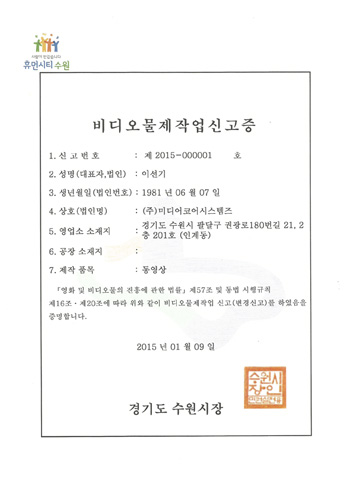 사람이 반갑습니다
휴먼시티 수원
비디오물제작업신고증
1. 신 고 번 호 : 제 2015-000001 호
2. 성명(대표자,법인) : 이선기
3. 생년월일(법인번호) : 1981 년 06 월 07 일
4. 상호(법인명) : (주)미디어코어시스템즈
5. 영업소 소재지 : 경기도 수원시 팔달구 권광로180번길 21, 2
층 201호 (인계동)
6. 공장 소재지 :
7. 제작 품목 : 동영상
「영화 및 비디오물의 진흥에 관한 법률」제57조 및 동법 시행규칙
제16조ㆍ제20조에 따라 위와 같이 비디오물제작업 신고(변경신고)를 하였음을
증명합니다.
2015 년 01 월 09 일
경기도 수원시장
수원시
장인